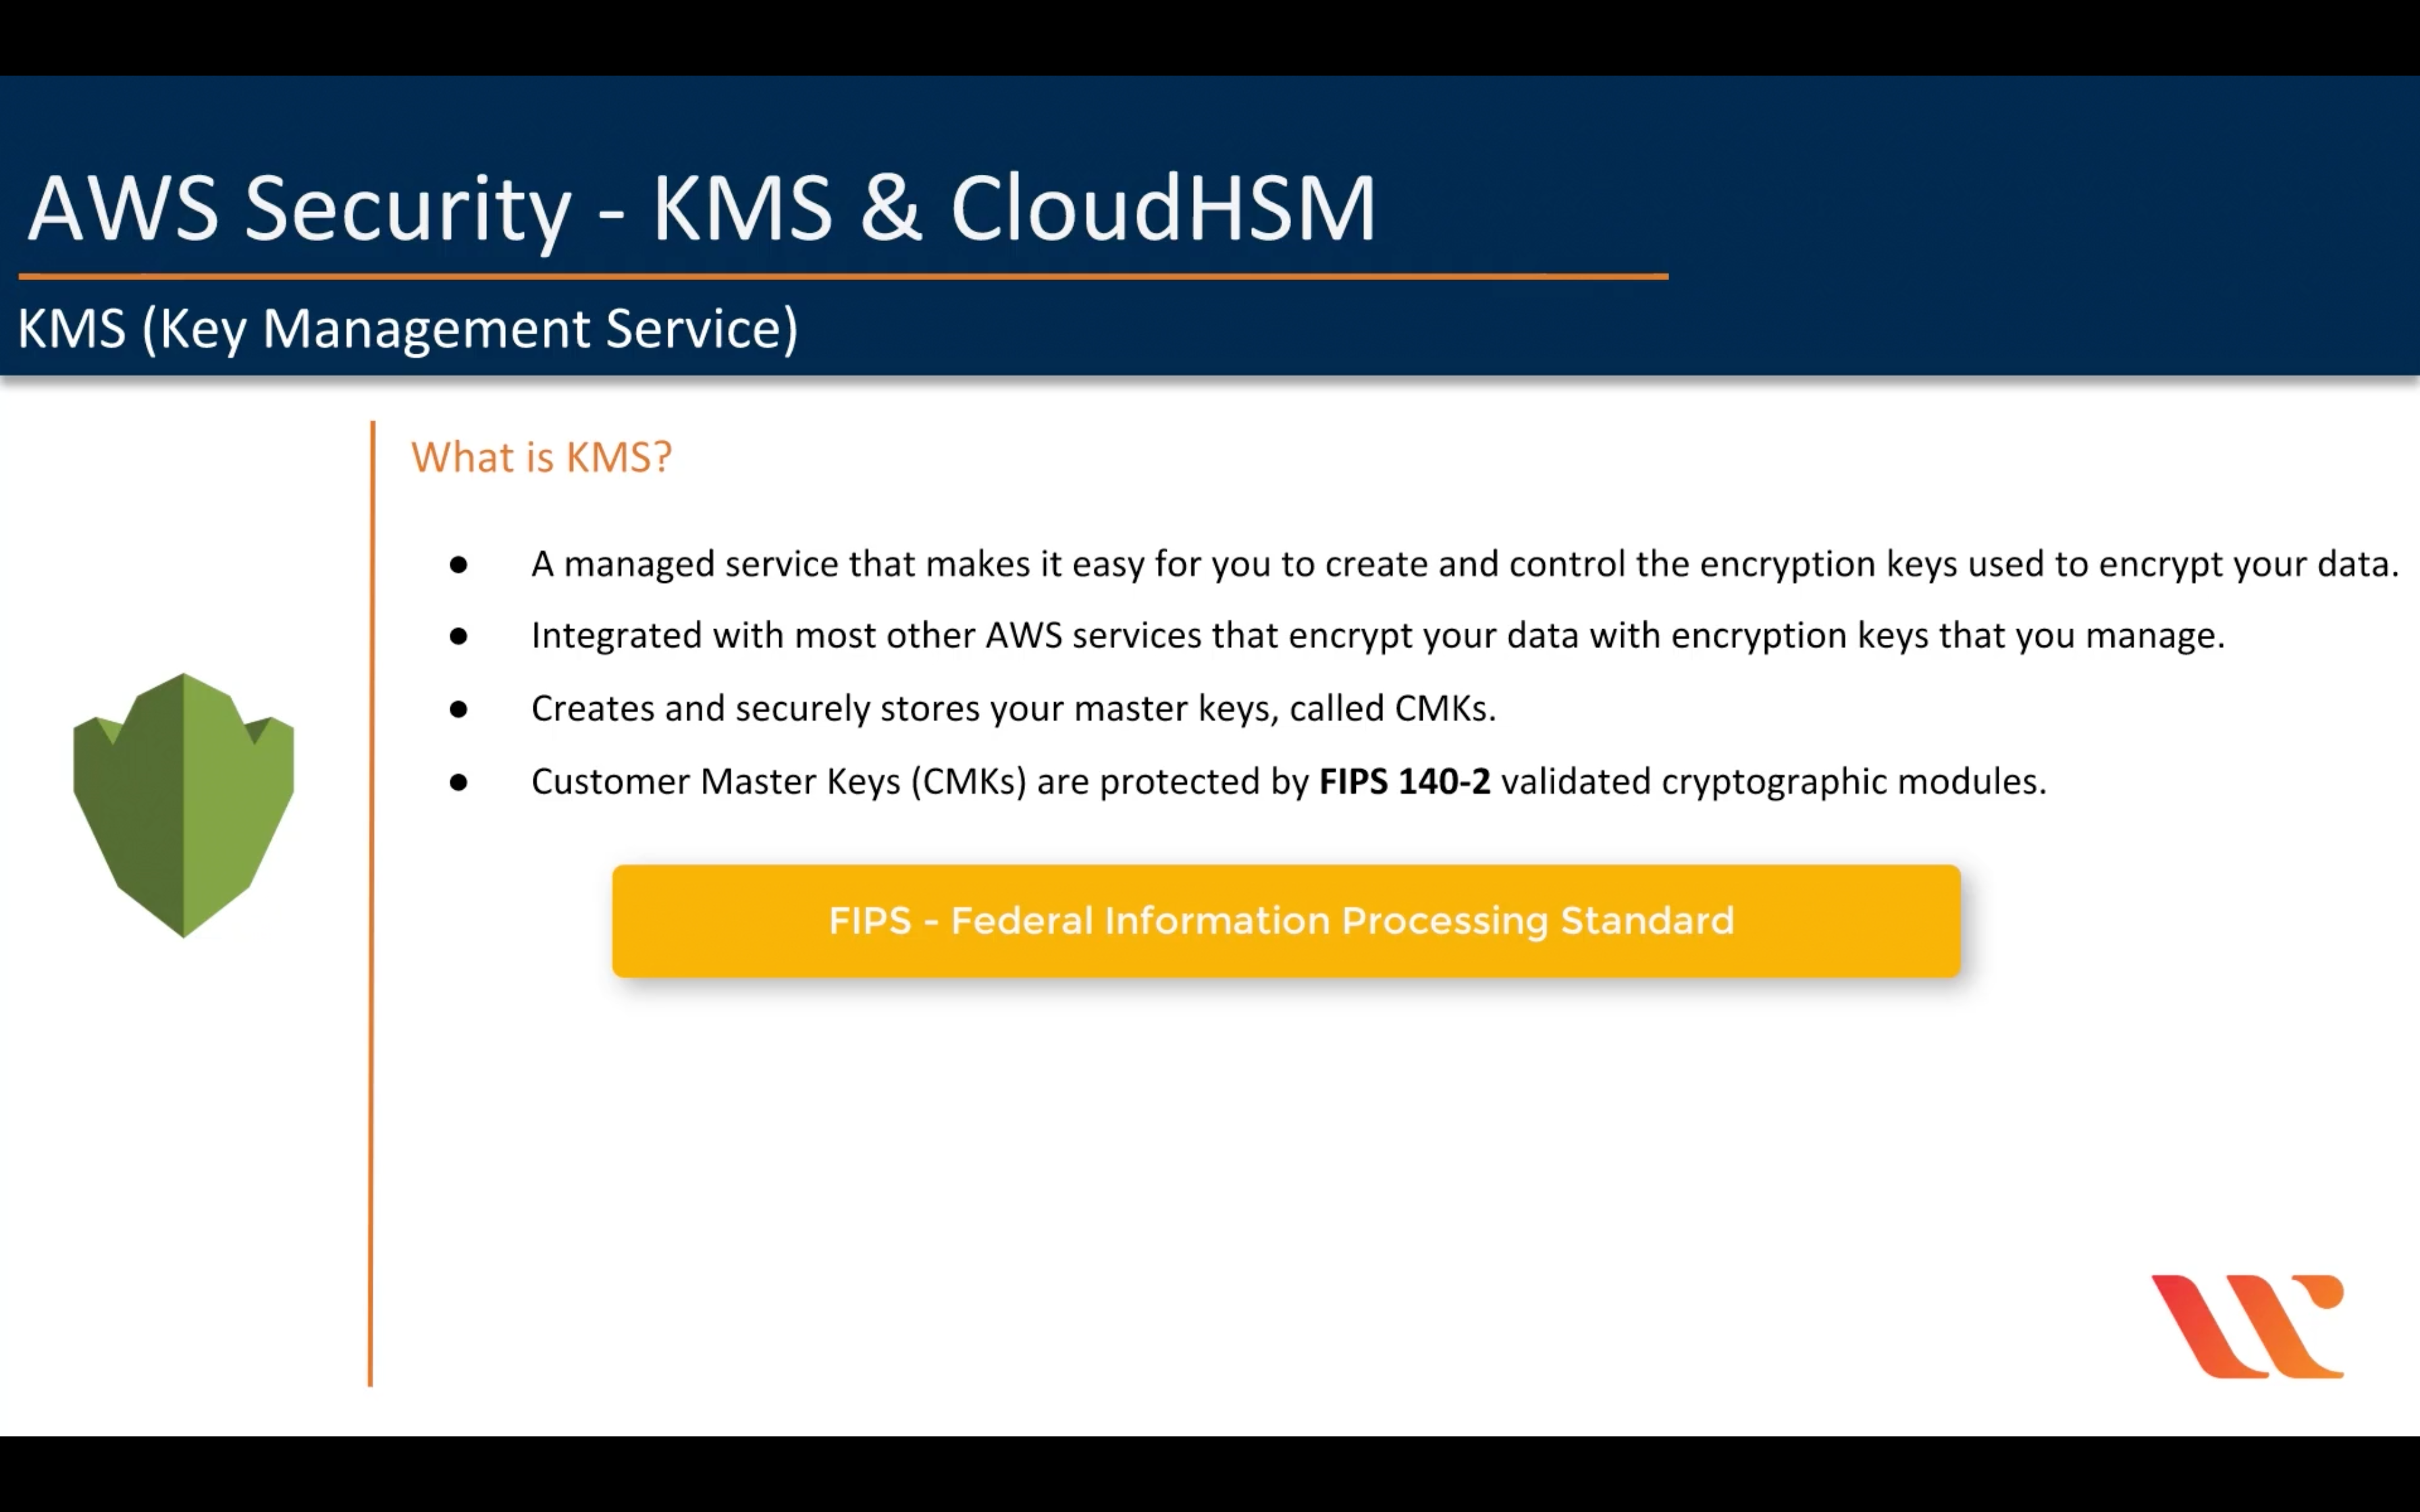 AWS Security - KMS & CloudHSM
KMS (Key Management Service)
What is KMS?
● A managed service that makes it easy for you to create and control the encryption keys used to encrypt your data.
● Integrated with most other AWS services that encrypt your data with encryption keys that you manage.
● Creates and securely stores your master keys, called CMKs.
● Customer Master Keys (CMKs) are protected by FIPS 140-2 validated cryptographic modules.
FIPS - Federal Information Processing Standard